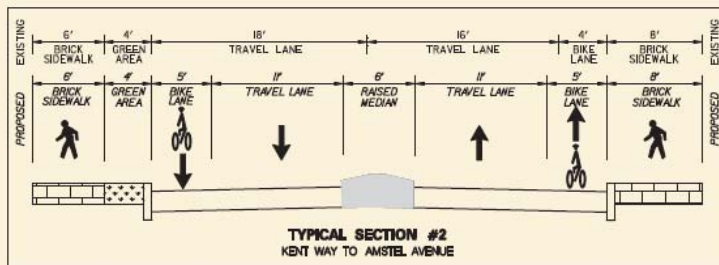 EXISTING
6' 4' 18' 16' 4' 8'
BRICK SIDEWALK GREEN AREA TRAVEL LANE TRAVEL LANE BIKE LANE BRICK SIDEWALK
PROPOSED
6' 4' 5' 11' 6' 11' 5' 8'
BRICK SIDEWALK GREEN AREA BIKE LANE TRAVEL LANE RAISED MEDIAN TRAVEL LANE BIKE LANE BRICK SIDEWALK
EXISTING
PROPOSED
TYPICAL SECTION #2
KENT WAY TO AMSTEL AVENUE